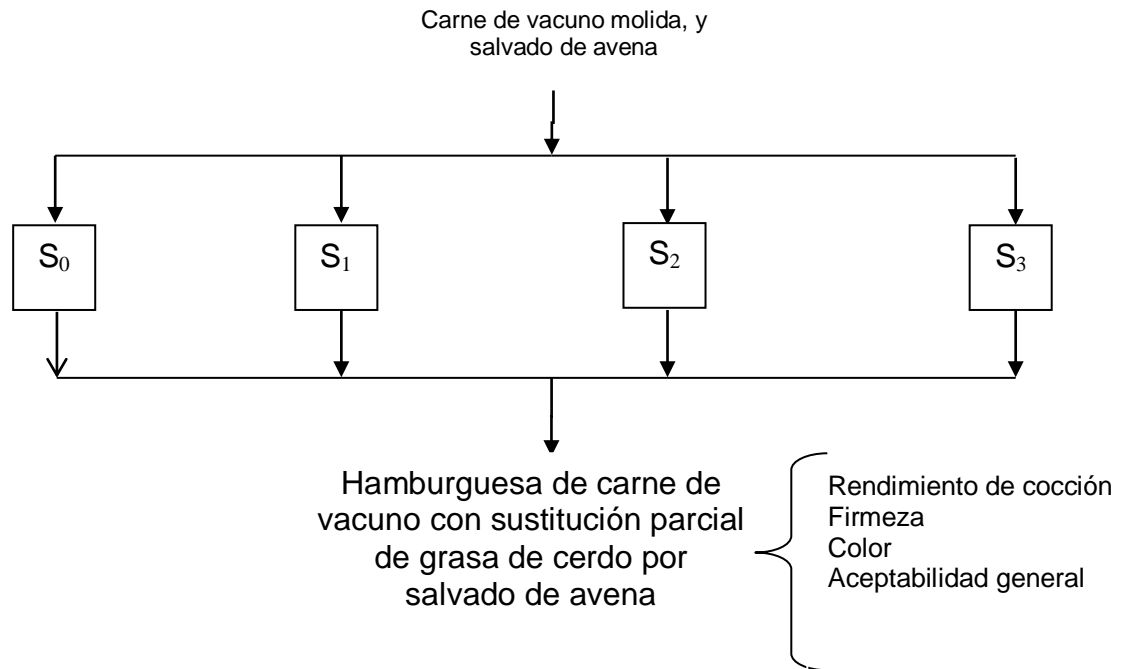 Carne de vacuno molida, y
salvado de avena
S₀
S₁
S₂
S₃
Hamburguesa de carne de
vacuno con sustitución parcial
de grasa de cerdo por
salvado de avena
Rendimiento de cocción
Firmeza
Color
Aceptabilidad general